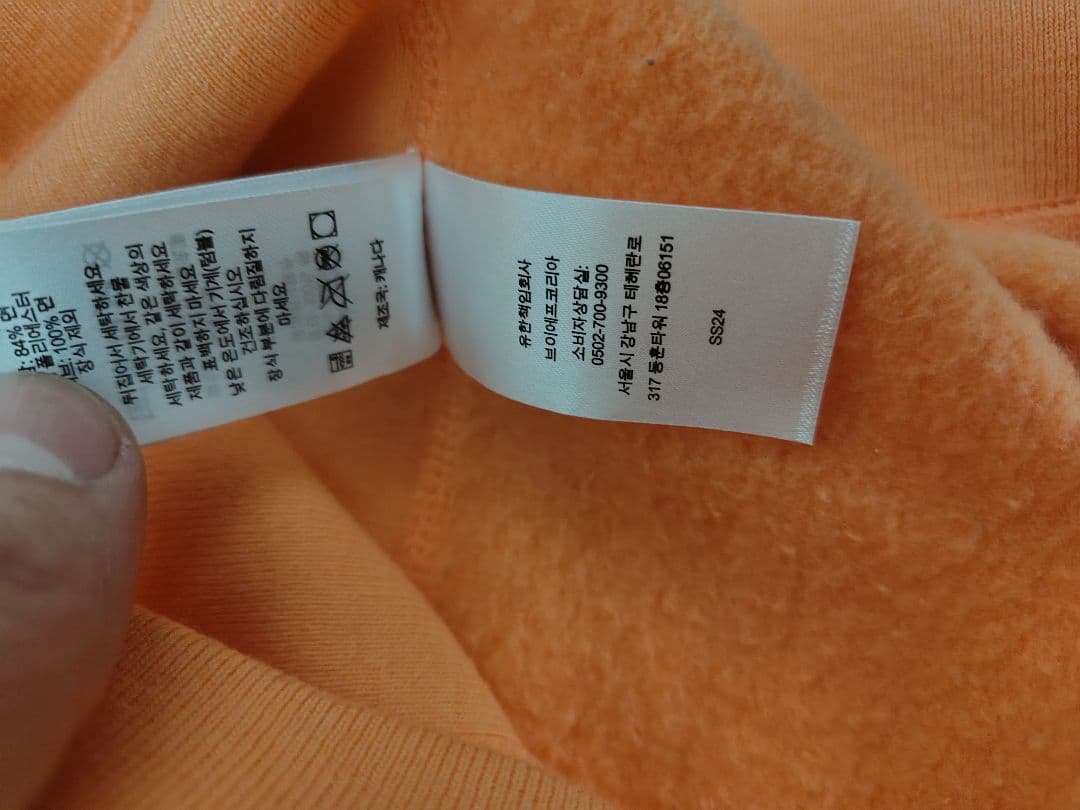 84% 면
폴리에스터
100% 면
장식 제외
뒤집어서 세탁하세요
세탁기에서 찬물
세탁하세요, 같은 색상의
제품과 같이 세탁하세요
표백하지 마세요
낮은 온도에서 기계(텀블)
건조하십시오
장식 부분에 다림질하지
마세요
제조국: 캐나다
유한책임회사
브이에프코리아
소비자상담실:
0502-700-9300
서울시 강남구 테헤란로
317 동훈타워 18층06151
SS24